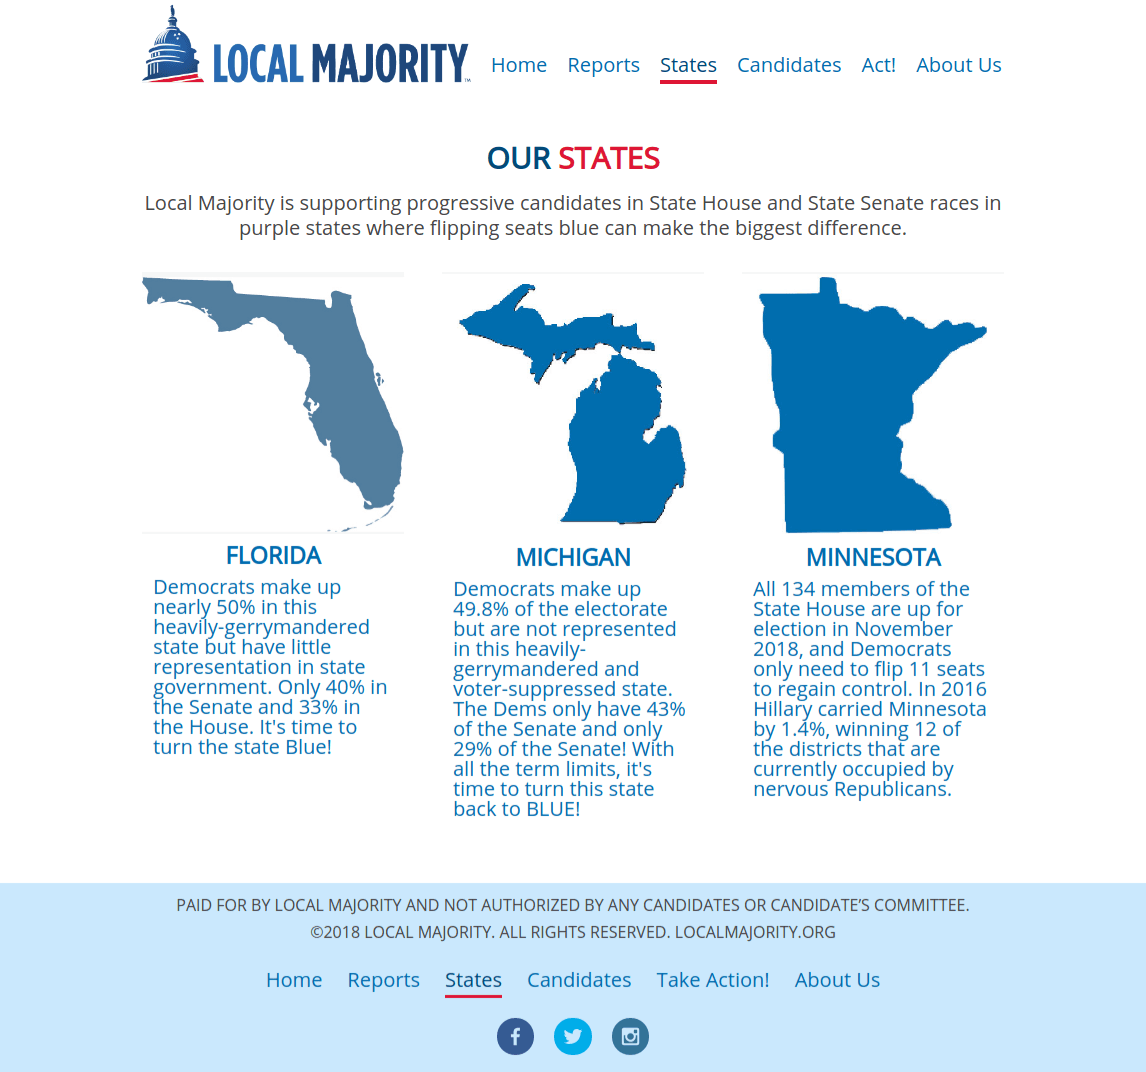 LOCAL MAJORITY™
Home Reports States Candidates Act! About Us
OUR STATES
Local Majority is supporting progressive candidates in State House and State Senate races in
purple states where flipping seats blue can make the biggest difference.
FLORIDA
Democrats make up
nearly 50% in this
heavily-gerrymandered
state but have little
representation in state
government. Only 40% in
the Senate and 33% in
the House. It's time to
turn the state Blue!
MICHIGAN
Democrats make up
49.8% of the electorate
but are not represented
in this heavily-
gerrymandered and
voter-suppressed state.
The Dems only have 43%
of the Senate and only
29% of the Senate! With
all the term limits, it's
time to turn this state
back to BLUE!
MINNESOTA
All 134 members of the
State House are up for
election in November
2018, and Democrats
only need to flip 11 seats
to regain control. In 2016
Hillary carried Minnesota
by 1.4%, winning 12 of
the districts that are
currently occupied by
nervous Republicans.
PAID FOR BY LOCAL MAJORITY AND NOT AUTHORIZED BY ANY CANDIDATES OR CANDIDATE’S COMMITTEE.
©2018 LOCAL MAJORITY. ALL RIGHTS RESERVED. LOCALMAJORITY.ORG
Home Reports States Candidates Take Action! About Us